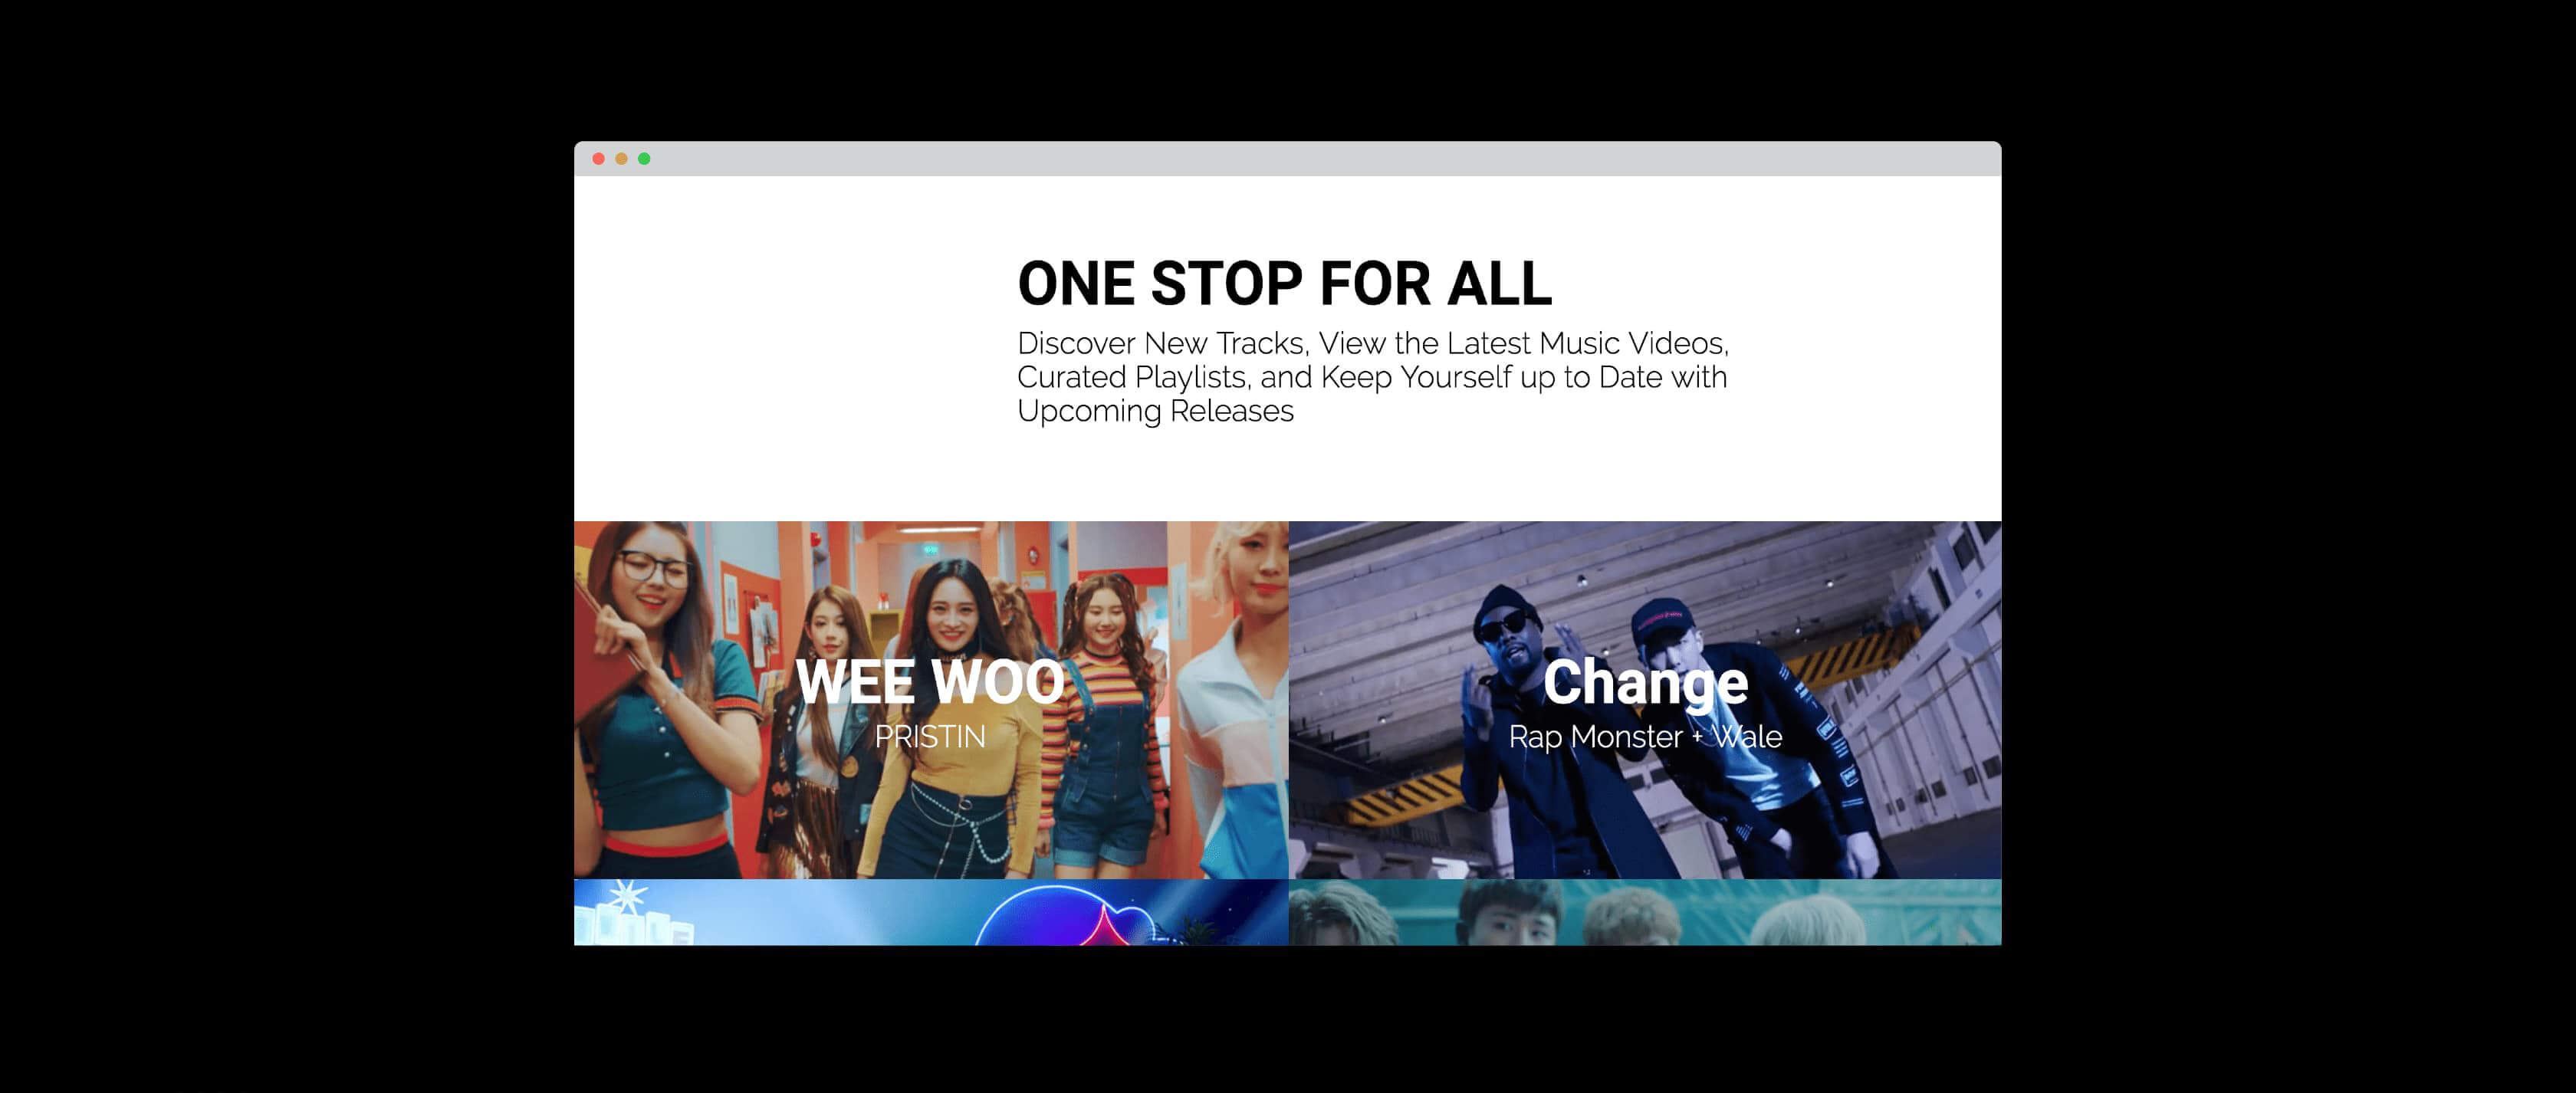 ONE STOP FOR ALL
Discover New Tracks, View the Latest Music Videos,
Curated Playlists, and Keep Yourself up to Date with
Upcoming Releases
WEE WOO
PRISTIN
Change
Rap Monster + Wale